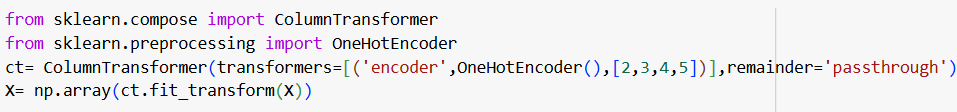 from sklearn.compose import ColumnTransformer
from sklearn.preprocessing import OneHotEncoder
ct= ColumnTransformer(transformers=[('encoder',OneHotEncoder(),[2,3,4,5])],remainder='passthrough')
X= np.array(ct.fit_transform(X))